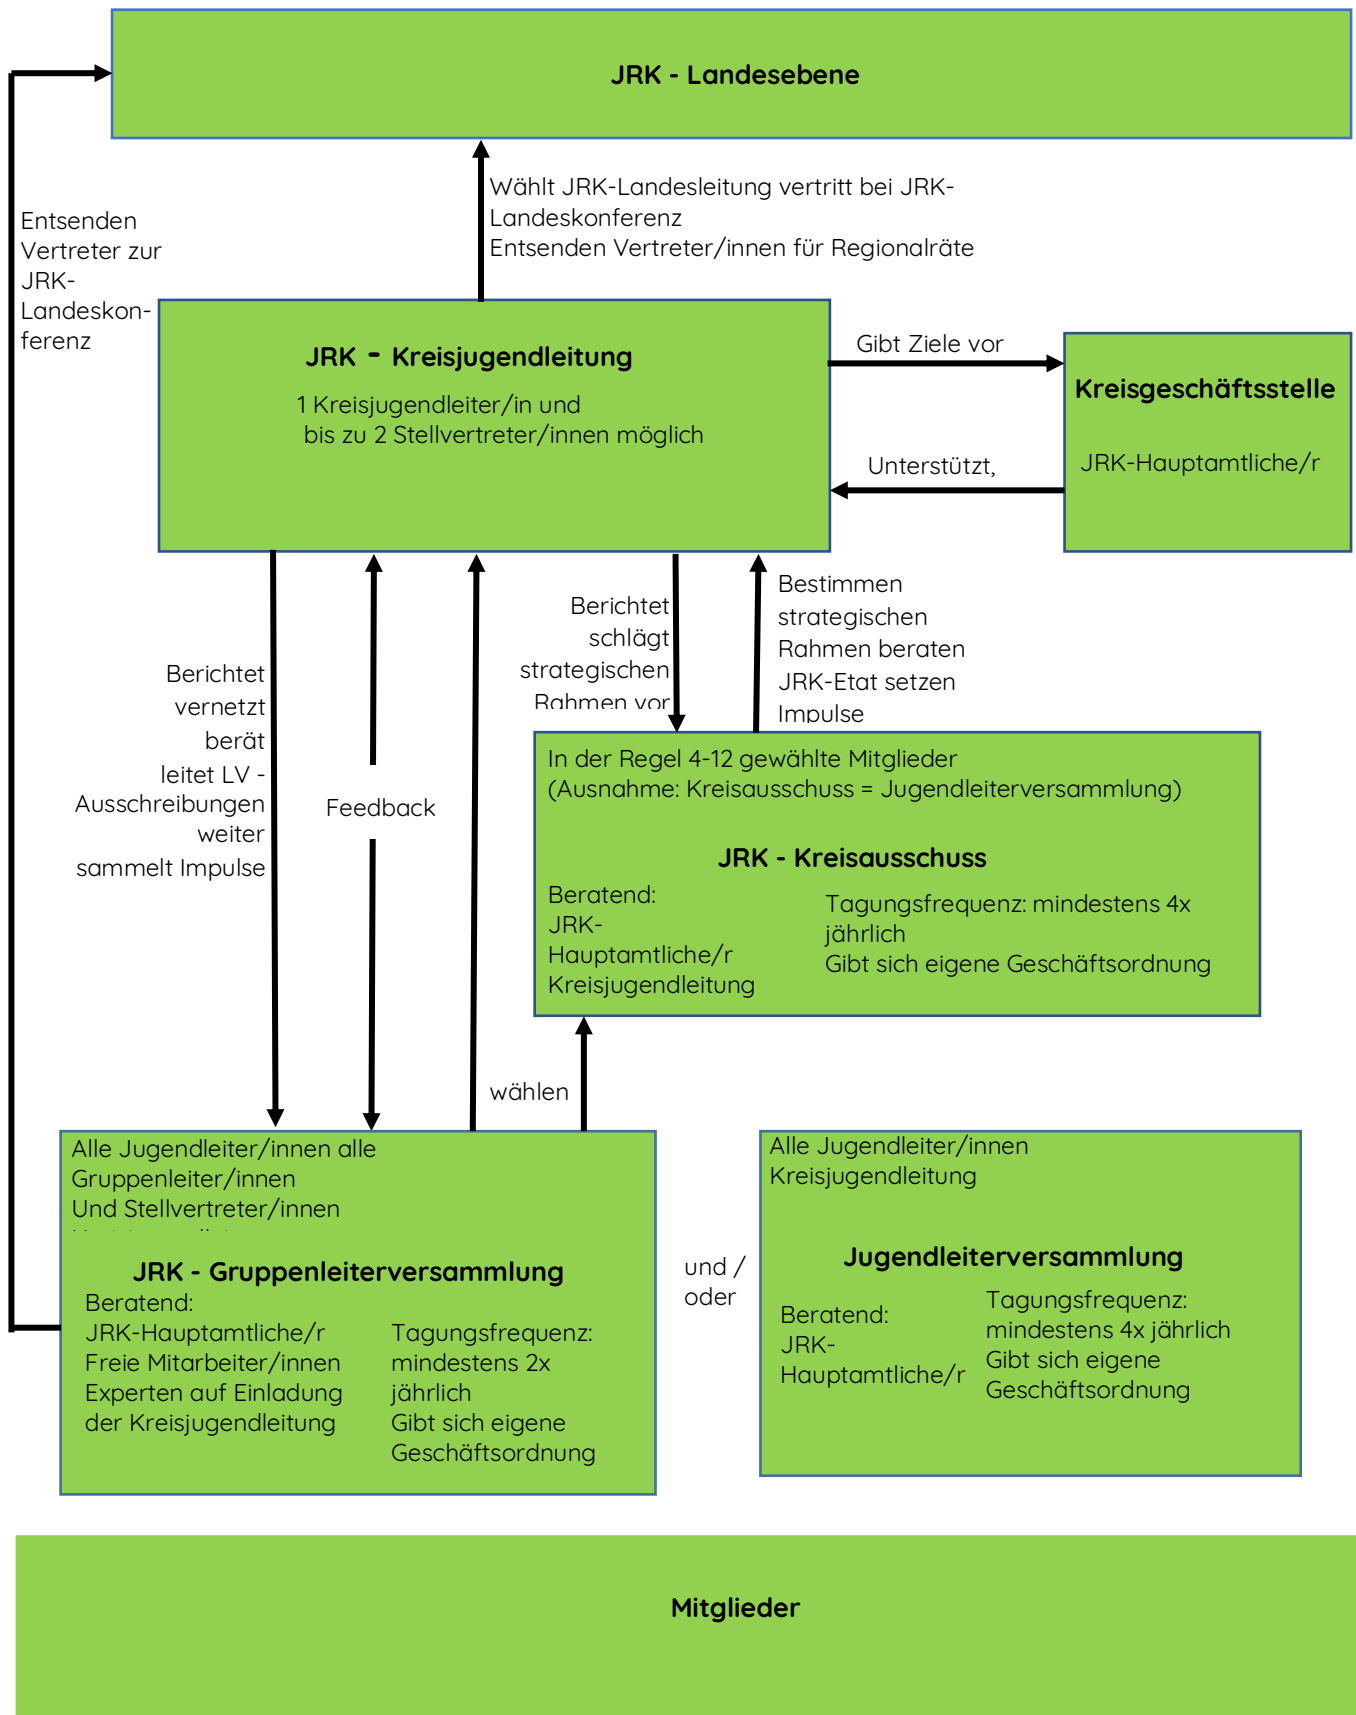 JRK - Landesebene
Wählt JRK-Landesleitung vertritt bei JRK-
Landeskonferenz
Entsenden Vertreter/innen für Regionalräte
Entsenden
Vertreter zur
JRK-
Landeskon-
ferenz
JRK - Kreisjugendleitung
1 Kreisjugendleiter/in und
bis zu 2 Stellvertreter/innen möglich
Gibt Ziele vor
Unterstützt,
Kreisgeschäftsstelle
JRK-Hauptamtliche/r
Berichtet
vernetzt
berät
leitet LV -
Ausschreibungen
weiter
sammelt Impulse
Feedback
Berichtet
schlägt
strategischen
Rahmen vor
Bestimmen
strategischen
Rahmen beraten
JRK-Etat setzen
Impulse
In der Regel 4-12 gewählte Mitglieder
(Ausnahme: Kreisausschuss = Jugendleiterversammlung)
JRK - Kreisausschuss
Beratend:
JRK-
Hauptamtliche/r
Kreisjugendleitung
Tagungsfrequenz: mindestens 4x
jährlich
Gibt sich eigene Geschäftsordnung
wählen
Alle Jugendleiter/innen alle
Gruppenleiter/innen
Und Stellvertreter/innen
JRK - Gruppenleiterversammlung
Beratend:
JRK-Hauptamtliche/r
Freie Mitarbeiter/innen
Experten auf Einladung
der Kreisjugendleitung
Tagungsfrequenz:
mindestens 2x
jährlich
Gibt sich eigene
Geschäftsordnung
und /
oder
Alle Jugendleiter/innen
Kreisjugendleitung
Jugendleiterversammlung
Beratend:
JRK-
Hauptamtliche/r
Tagungsfrequenz:
mindestens 4x jährlich
Gibt sich eigene
Geschäftsordnung
Mitglieder